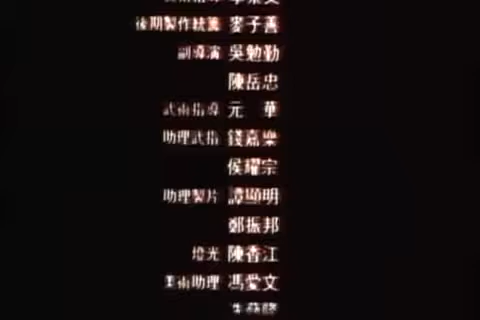 後期製作統籌 麥子善
副導演 吳勉勤
陳岳忠
武術指導 元 華
助理武指 錢嘉樂
侯耀宗
助理製片 譚顯明
鄭振邦
燈光 陳香江
美術助理 馮愛文